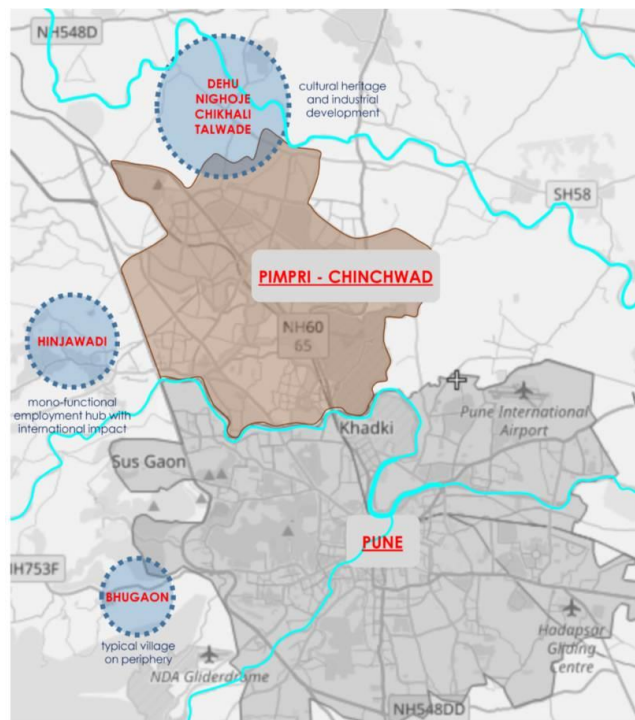 NH548D
DEHU
NIGHOJE
CHIKHALI
TALWADE
cultural heritage
and industrial
development
SH58
PIMPRI - CHINCHWAD
NH60
65
HINJAWADI
mono-functional
employment hub with
international impact
Pune International
Airport
Khadki
Sus Gaon
PUNE
IH753F
BHUGAON
typical village
on periphery
NDA Gliderdrome
Hadapsar
Gliding
Centre
NH548DD